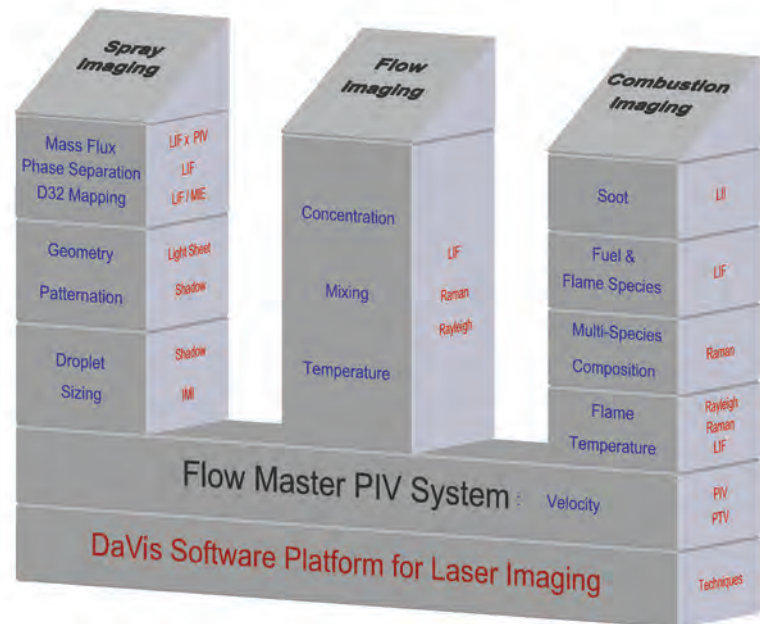 Spray
Imaging
Mass Flux
Phase Separation
D32 Mapping
LIF x PIV
LIF
LIF / MIE
Geometry
Patternation
Light Sheet
Shadow
Droplet
Sizing
Shadow
IMI
Flow
Imaging
Concentration
Mixing
Temperature
LIF
Raman
Rayleigh
Combustion
Imaging
Soot
LII
Fuel &
Flame Species
LIF
Multi-Species
Composition
Raman
Flame
Temperature
Rayleigh
Raman
LIF
Flow Master PIV System : Velocity
PIV
PTV
DaVis Software Platform for Laser Imaging
Techniques